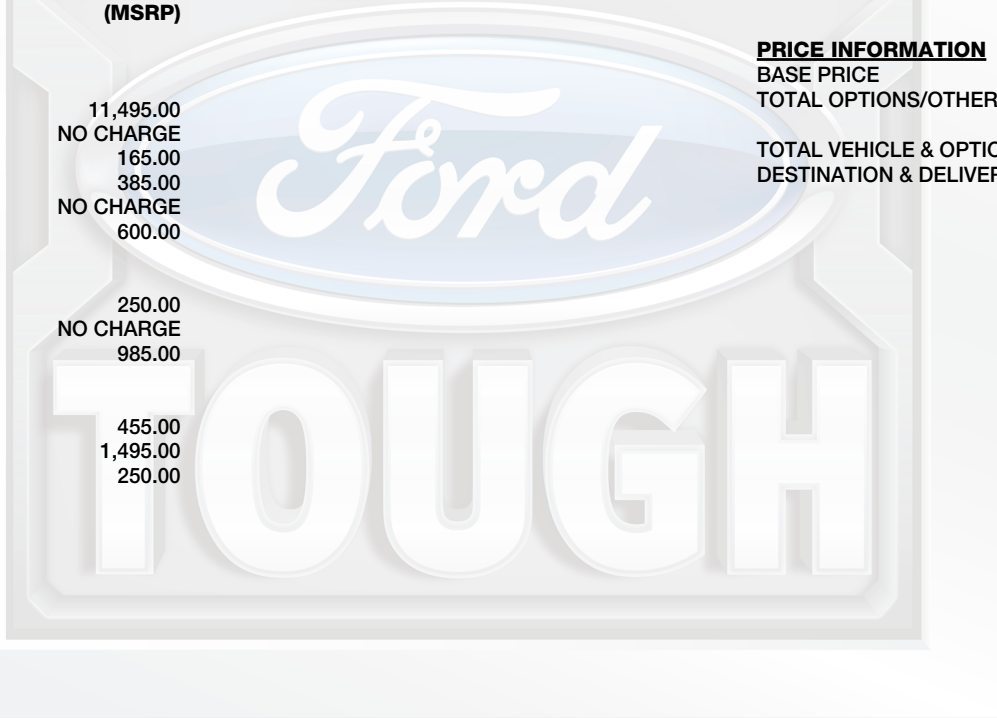 (MSRP)
11,495.00
NO CHARGE
165.00
385.00
NO CHARGE
600.00
250.00
NO CHARGE
985.00
455.00
1,495.00
250.00
PRICE INFORMATION
BASE PRICE
TOTAL OPTIONS/OTHER
TOTAL VEHICLE & OPTIO
DESTINATION & DELIVER
Ford
TOUGH